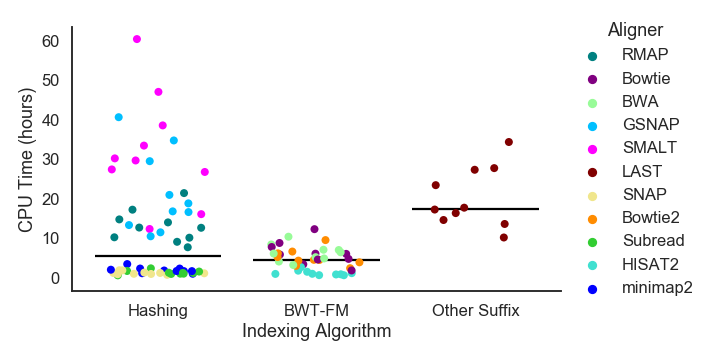 CPU Time (hours)
60
50
40
30
20
10
0
Hashing
BWT-FM
Other Suffix
Indexing Algorithm
Aligner
RMAP
Bowtie
BWA
GSNAP
SMALT
LAST
SNAP
Bowtie2
Subread
HISAT2
minimap2